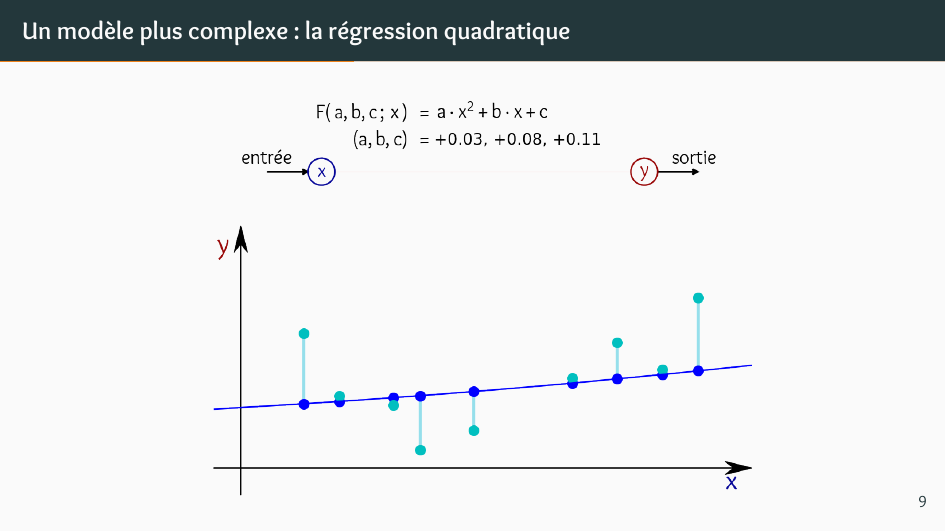 Un modèle plus complexe : la régression quadratique
F( a, b, c ; x ) = a · x² + b · x + c
(a, b, c) = +0.03, +0.08, +0.11
entrée x y sortie
y
x
9